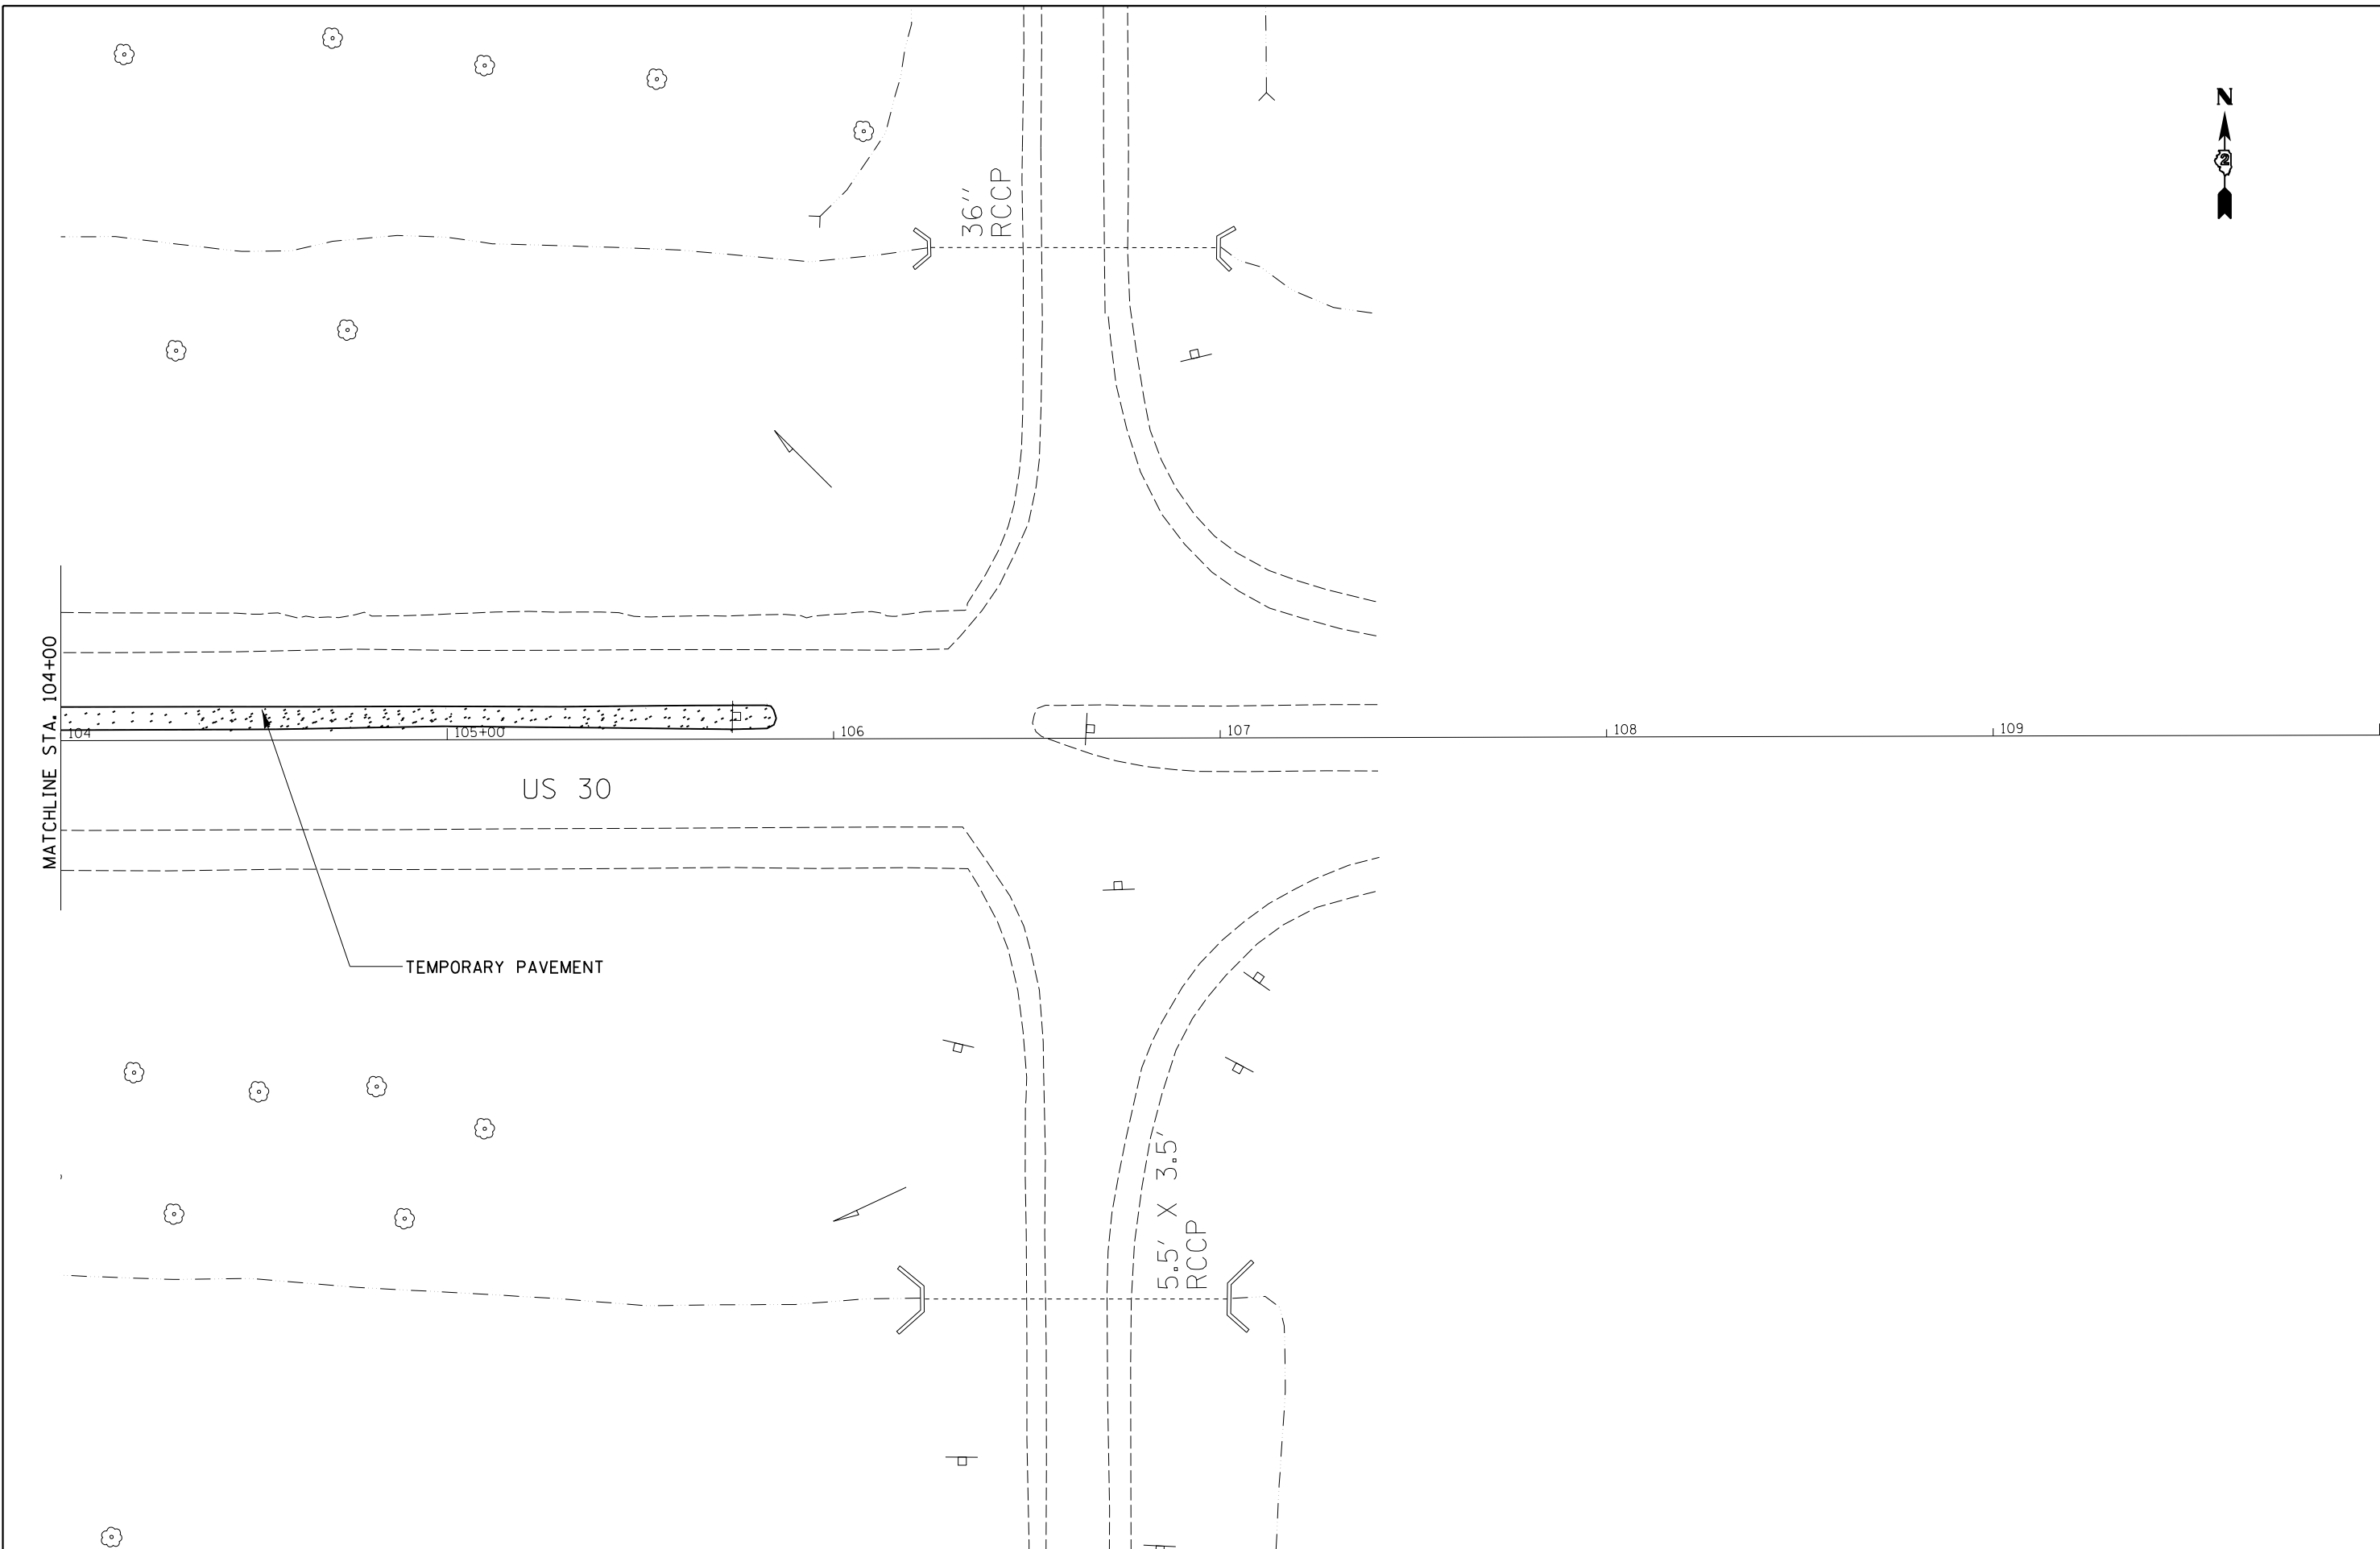 N
2
36" RCCP
MATCHLINE STA. 104+00
104
105+00
106
107
108
109
US 30
TEMPORARY PAVEMENT
5.5' X 3.5' RCCP